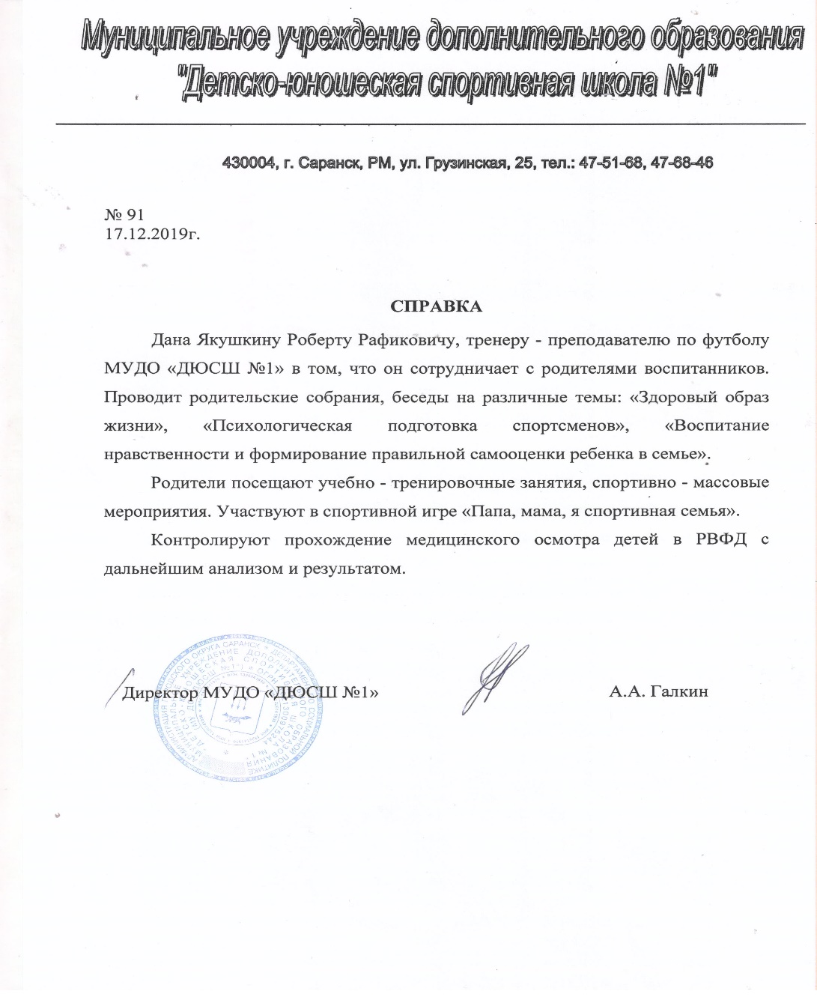 Муниципальное учреждение дополнительного образования
"Детско-юношеская спортивная школа №1"
430004, г. Саранск, РМ, ул. Грузинская, 25, тел.: 47-51-68, 47-68-46
№ 91
17.12.2019г.
СПРАВКА
Дана Якушкину Роберту Рафиковичу, тренеру - преподавателю по футболу
МУДО «ДЮСШ №1» в том, что он сотрудничает с родителями воспитанников.
Проводит родительские собрания, беседы на различные темы: «Здоровый образ
жизни», «Психологическая подготовка спортсменов», «Воспитание
нравственности и формирование правильной самооценки ребенка в семье».
Родители посещают учебно - тренировочные занятия, спортивно - массовые
мероприятия. Участвуют в спортивной игре «Папа, мама, я спортивная семья».
Контролируют прохождение медицинского осмотра детей в РВФД с
дальнейшим анализом и результатом.
Директор МУДО «ДЮСШ №1» А.А. Галкин